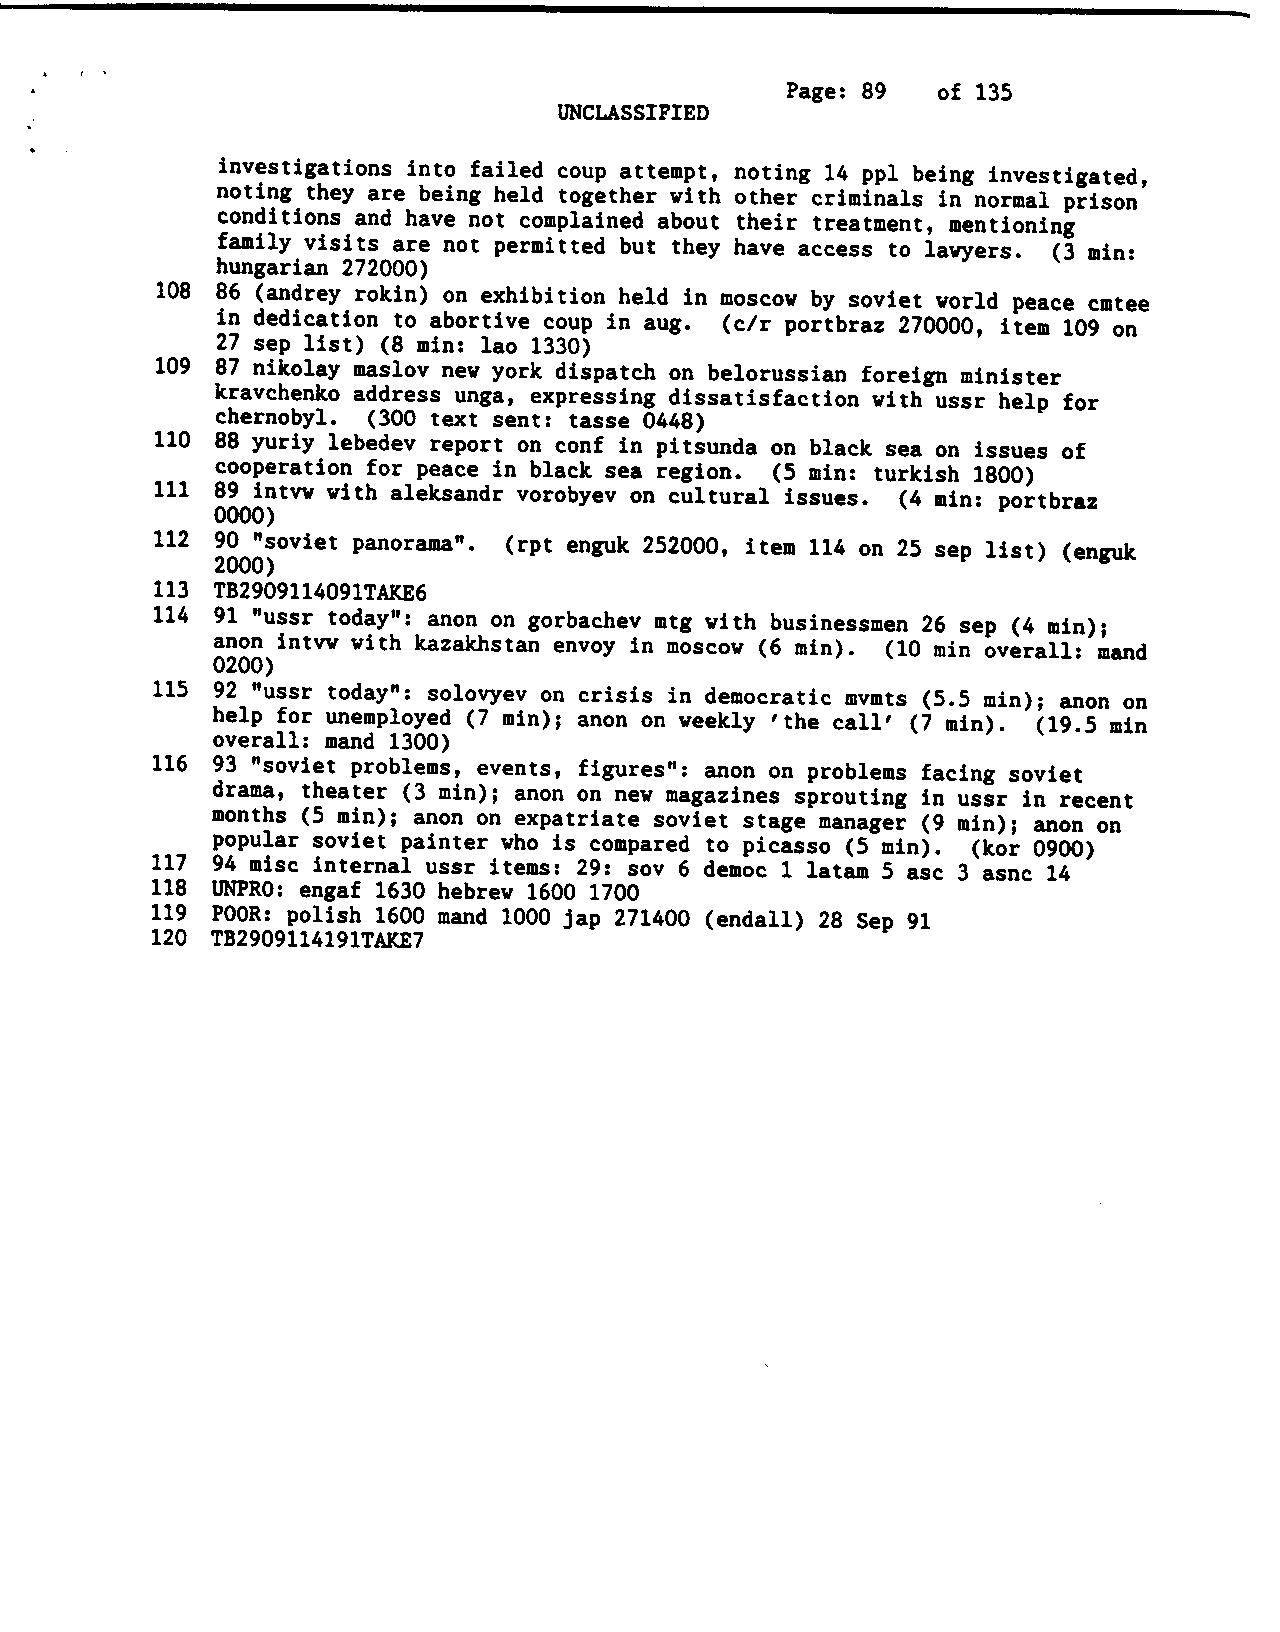 Page: 89 of 135
UNCLASSIFIED
investigations into failed coup attempt, noting 14 ppl being investigated,
noting they are being held together with other criminals in normal prison
conditions and have not complained about their treatment, mentioning
family visits are not permitted but they have access to lawyers. (3 min:
hungarian 272000)
108 86 (andrey rokin) on exhibition held in moscow by soviet world peace cmtee
in dedication to abortive coup in aug. (c/r portbraz 270000, item 109 on
27 sep list) (8 min: lao 1330)
109 87 nikolay maslov new york dispatch on belorussian foreign minister
kravchenko address unga, expressing dissatisfaction with ussr help for
chernobyl. (300 text sent: tasse 0448)
110 88 yuriy lebedev report on conf in pitsunda on black sea on issues of
cooperation for peace in black sea region. (5 min: turkish 1800)
111 89 intvw with aleksandr vorobyev on cultural issues. (4 min: portbraz
0000)
112 90 "soviet panorama". (rpt enguk 252000, item 114 on 25 sep list) (enguk
2000)
113 TB2909114091TAKE6
114 91 "ussr today": anon on gorbachev mtg with businessmen 26 sep (4 min);
anon intvw with kazakhstan envoy in moscow (6 min). (10 min overall: mand
0200)
115 92 "ussr today": solovyev on crisis in democratic mvmts (5.5 min); anon on
help for unemployed (7 min); anon on weekly 'the call' (7 min). (19.5 min
overall: mand 1300)
116 93 "soviet problems, events, figures": anon on problems facing soviet
drama, theater (3 min); anon on new magazines sprouting in ussr in recent
months (5 min); anon on expatriate soviet stage manager (9 min); anon on
popular soviet painter who is compared to picasso (5 min). (kor 0900)
117 94 misc internal ussr items: 29: sov 6 democ 1 latam 5 asc 3 asnc 14
118 UNPRO: engaf 1630 hebrew 1600 1700
119 POOR: polish 1600 mand 1000 jap 271400 (endall) 28 Sep 91
120 TB2909114191TAKE7